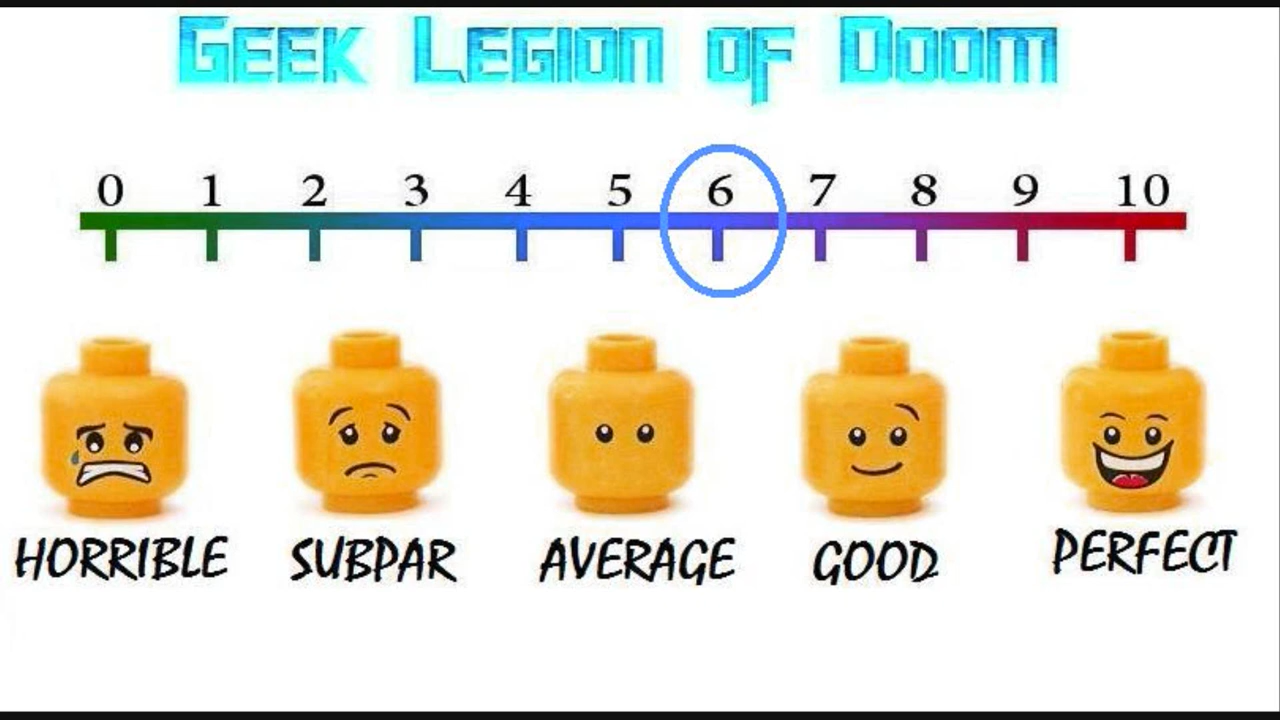 GEEK LEGION OF DOOM
0 1 2 3 4 5 6 7 8 9 10
HORRIBLE SUBPAR AVERAGE GOOD PERFECT